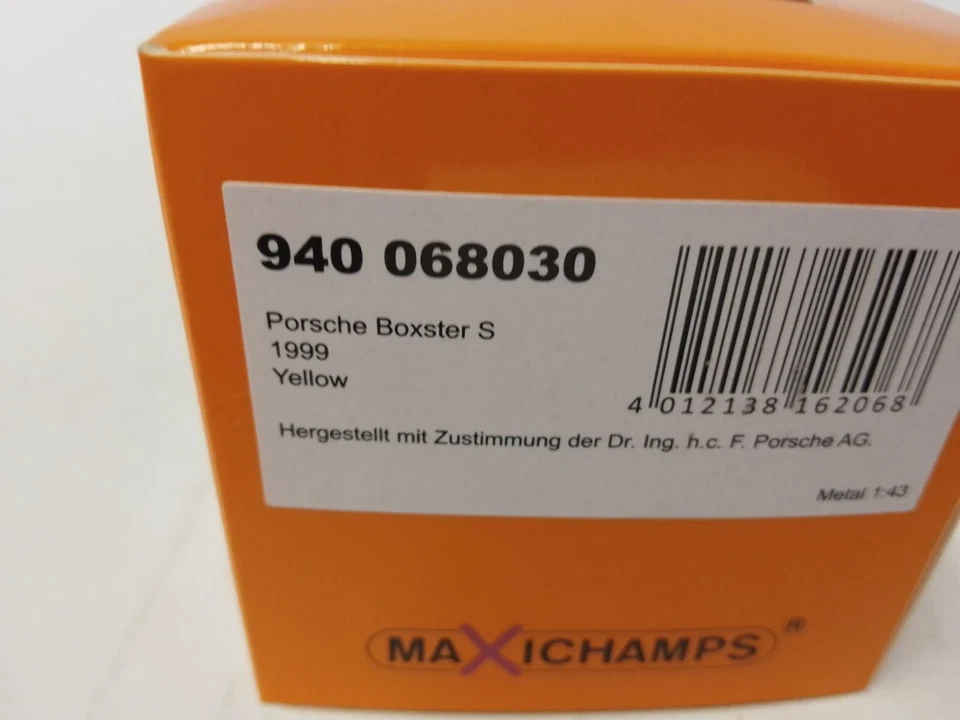 940 068030
Porsche Boxster S
1999
Yellow
4 012138 162068
Hergestellt mit Zustimmung der Dr. Ing. h.c. F. Porsche AG.
Metal 1:43
MAXICHAMPS®